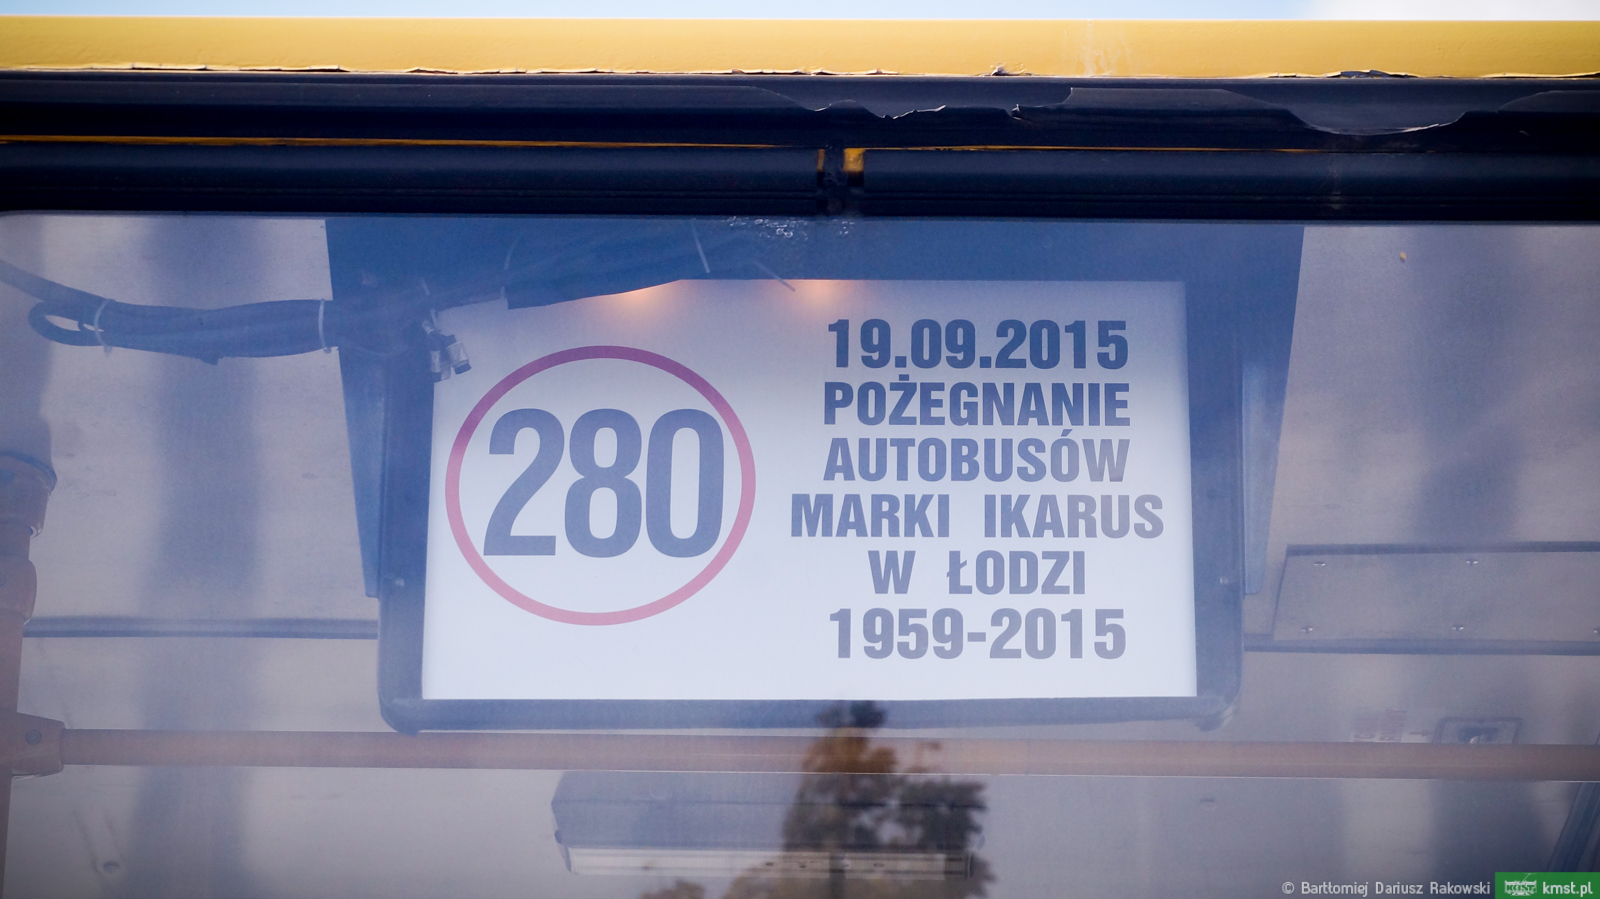 280
19.09.2015
POŻEGNANIE
AUTOBUSÓW
MARKI IKARUS
W ŁODZI
1959-2015
© Bartłomiej Dariusz Rakowski
kmst.pl